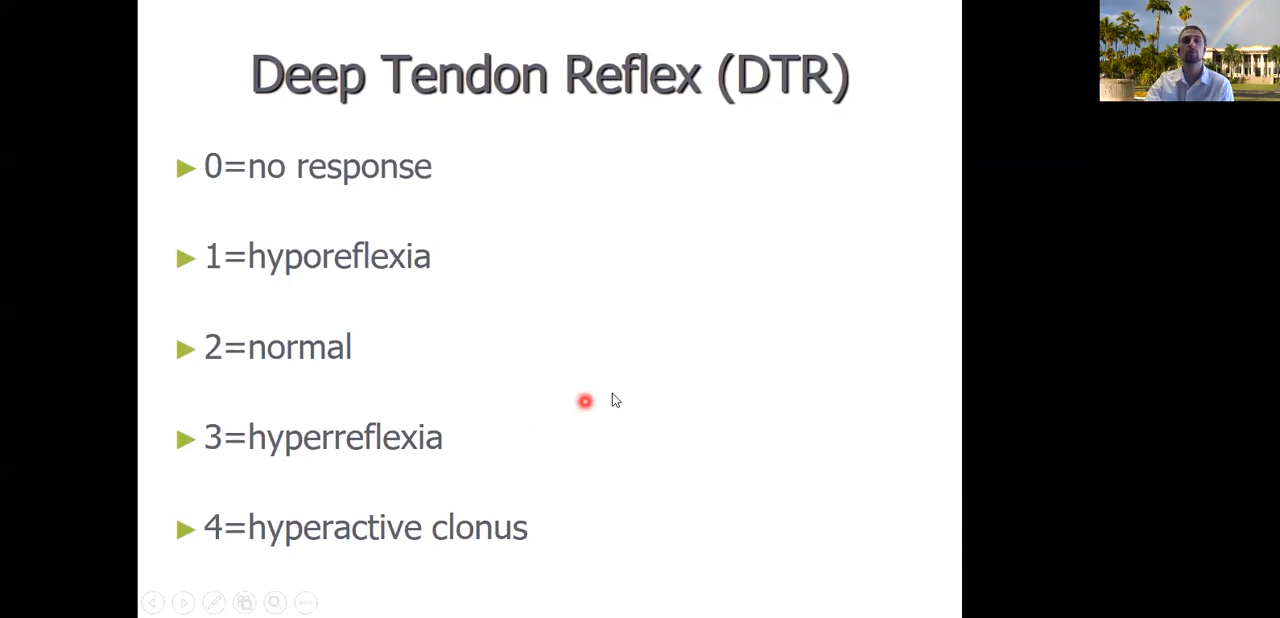 Deep Tendon Reflex (DTR)
0=no response
1=hyporeflexia
2=normal
3=hyperreflexia
4=hyperactive clonus